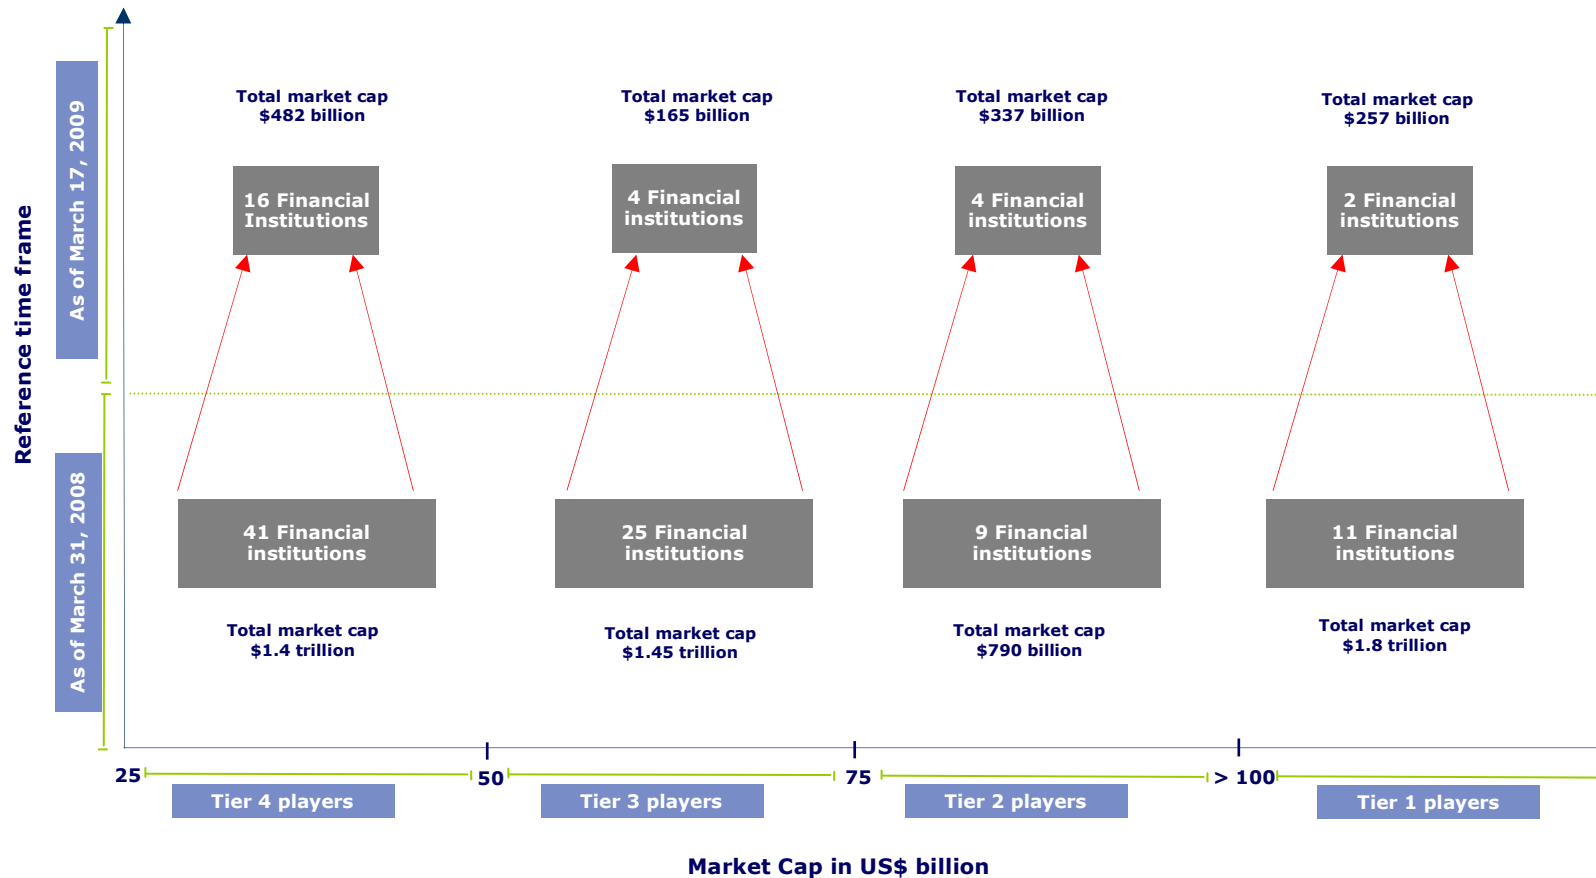 Reference time frame
As of March 17, 2009
Total market cap
$482 billion
Total market cap
$165 billion
Total market cap
$337 billion
Total market cap
$257 billion
16 Financial
Institutions
4 Financial
institutions
4 Financial
institutions
2 Financial
institutions
As of March 31, 2008
41 Financial
institutions
25 Financial
institutions
9 Financial
institutions
11 Financial
institutions
Total market cap
$1.4 trillion
Total market cap
$1.45 trillion
Total market cap
$790 billion
Total market cap
$1.8 trillion
25
50
75
> 100
Tier 4 players
Tier 3 players
Tier 2 players
Tier 1 players
Market Cap in US$ billion